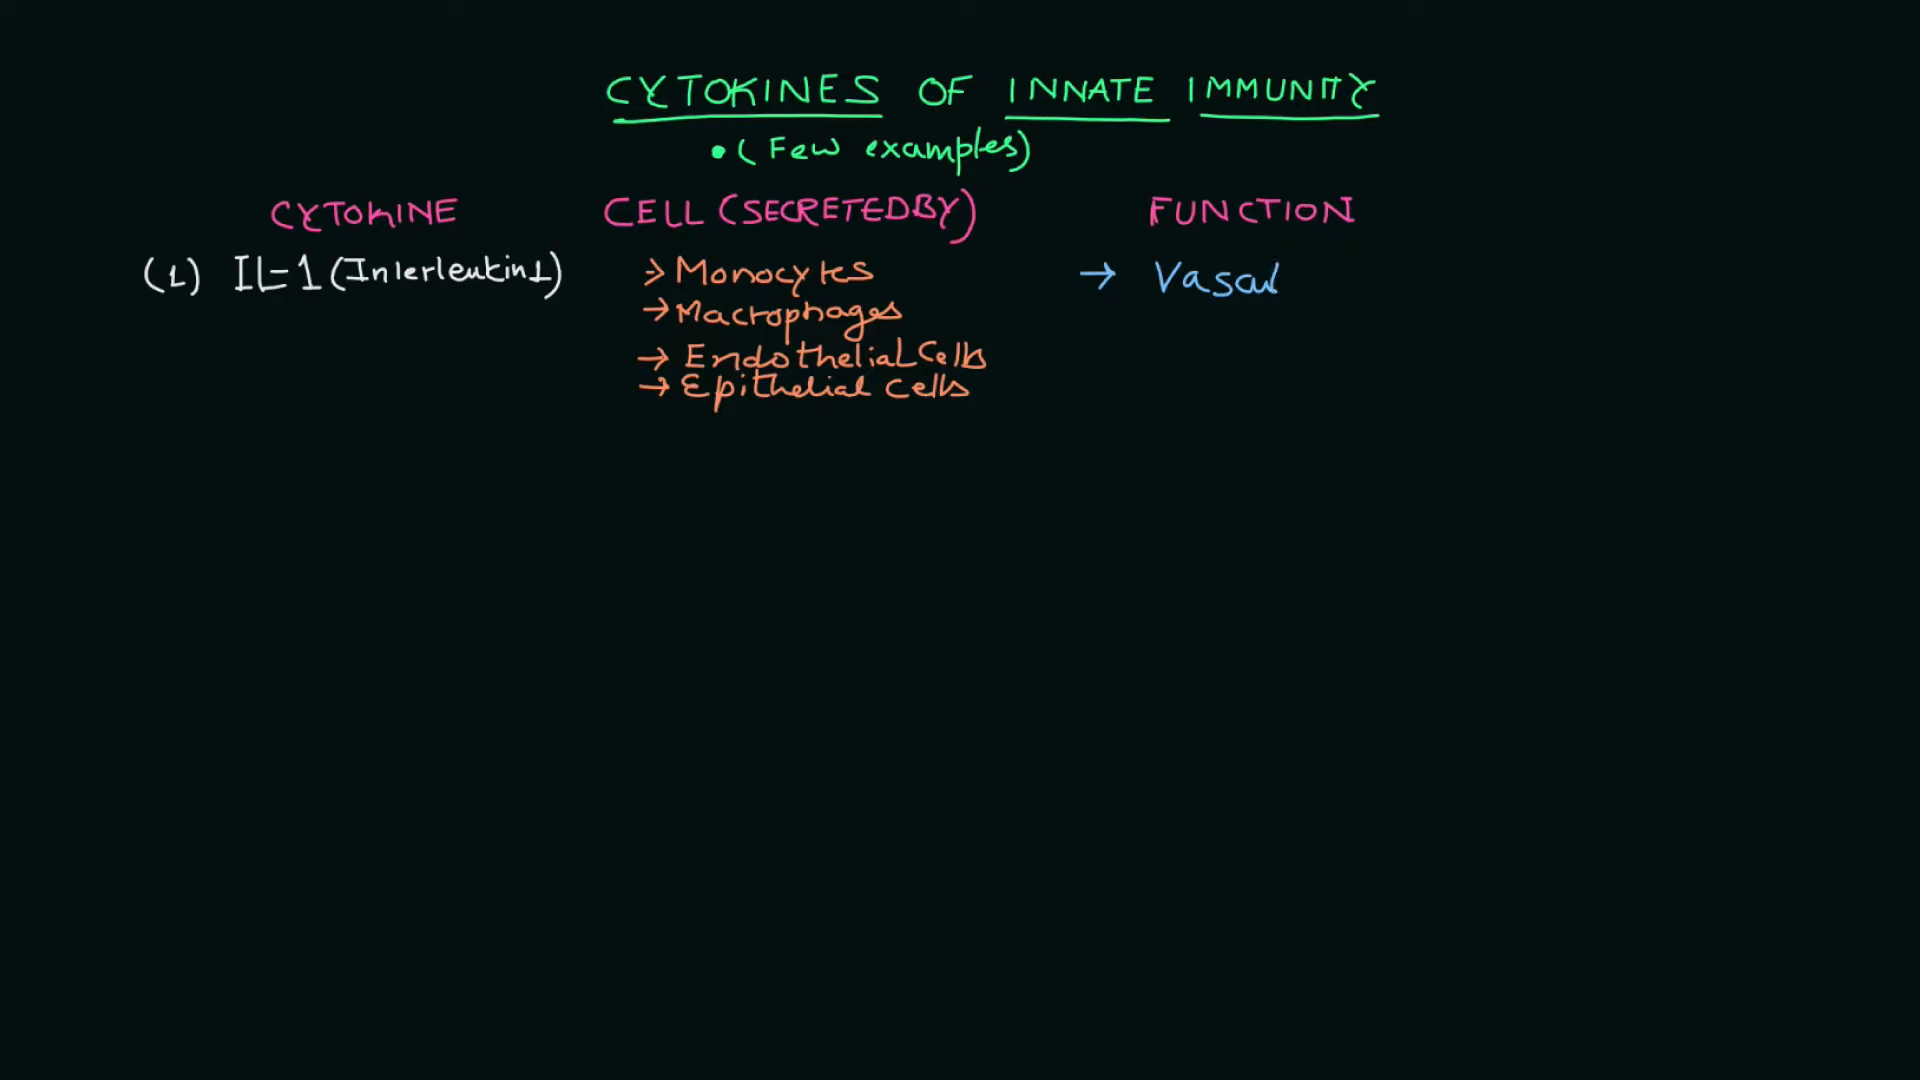 CYTOKINES OF INNATE IMMUNITY
• (Few examples)
CYTOKINE CELL (SECRETEDBY) FUNCTION
(1) IL-1 (Interleukin1) → Monocytes → Vascul
→ Macrophages
→ Endothelial Cells
→ Epithelial cells